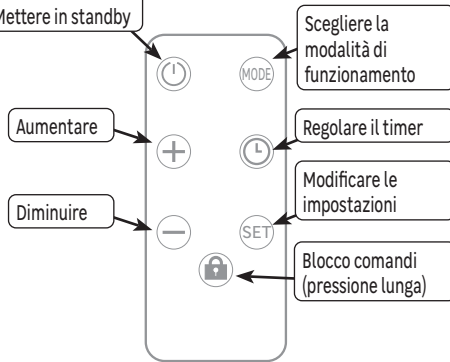 Mettere in standby
Scegliere la
modalità di
funzionamento
MODE
Aumentare
Regolare il timer
Modificare le
impostazioni
Diminuire
SET
Blocco comandi
(pressione lunga)